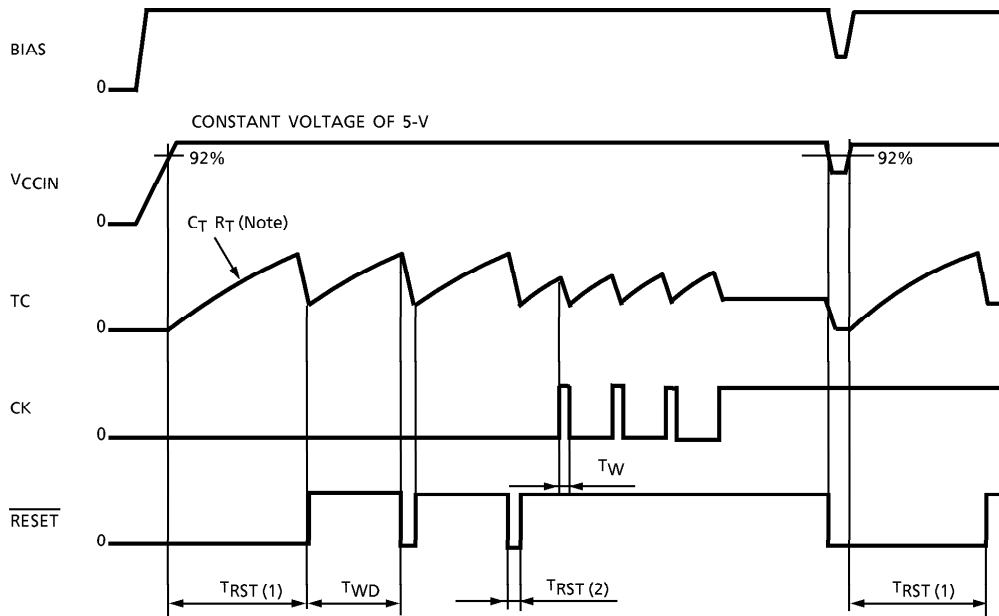 BIAS
0
CONSTANT VOLTAGE OF 5-V
92%
92%
VCCIN
0
CT RT (Note)
TC
0
CK
0
TW
RESET
0
TRST (1)
TWD
TRST (2)
TRST (1)